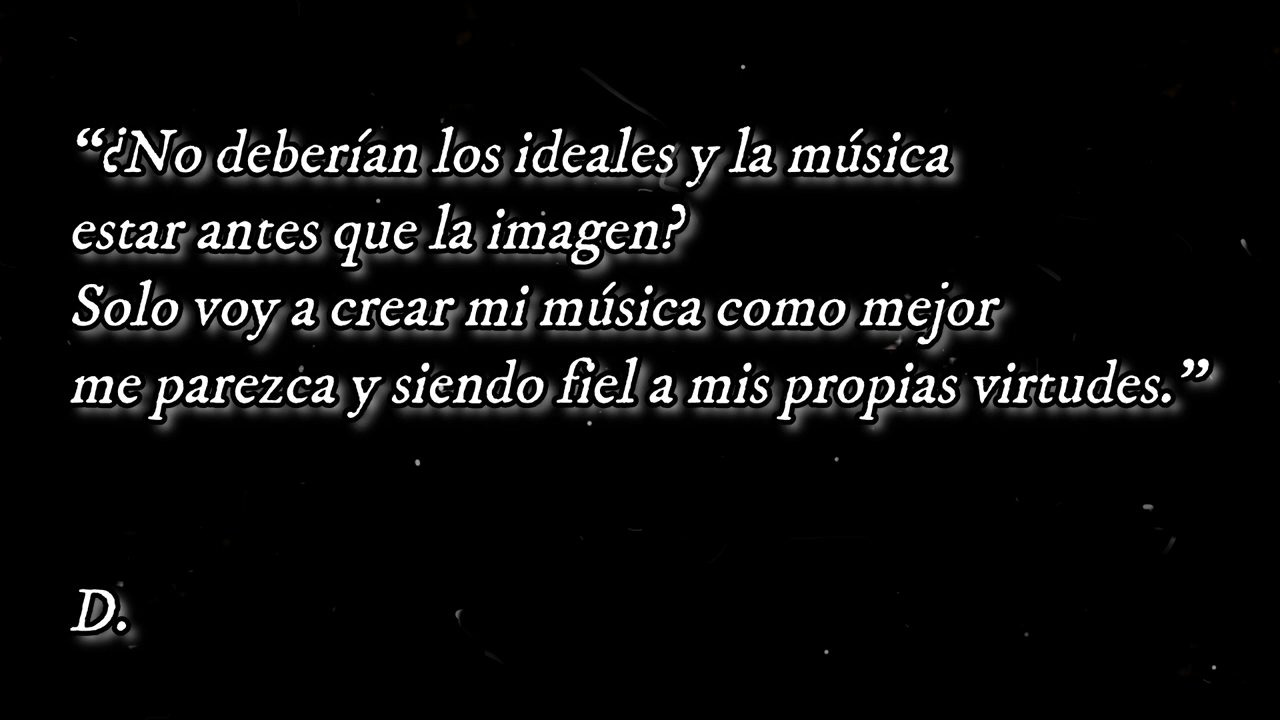 “¿No deberían los ideales y la música
estar antes que la imagen?
Solo voy a crear mi música como mejor
me parezca y siendo fiel a mis propias virtudes.”
D.